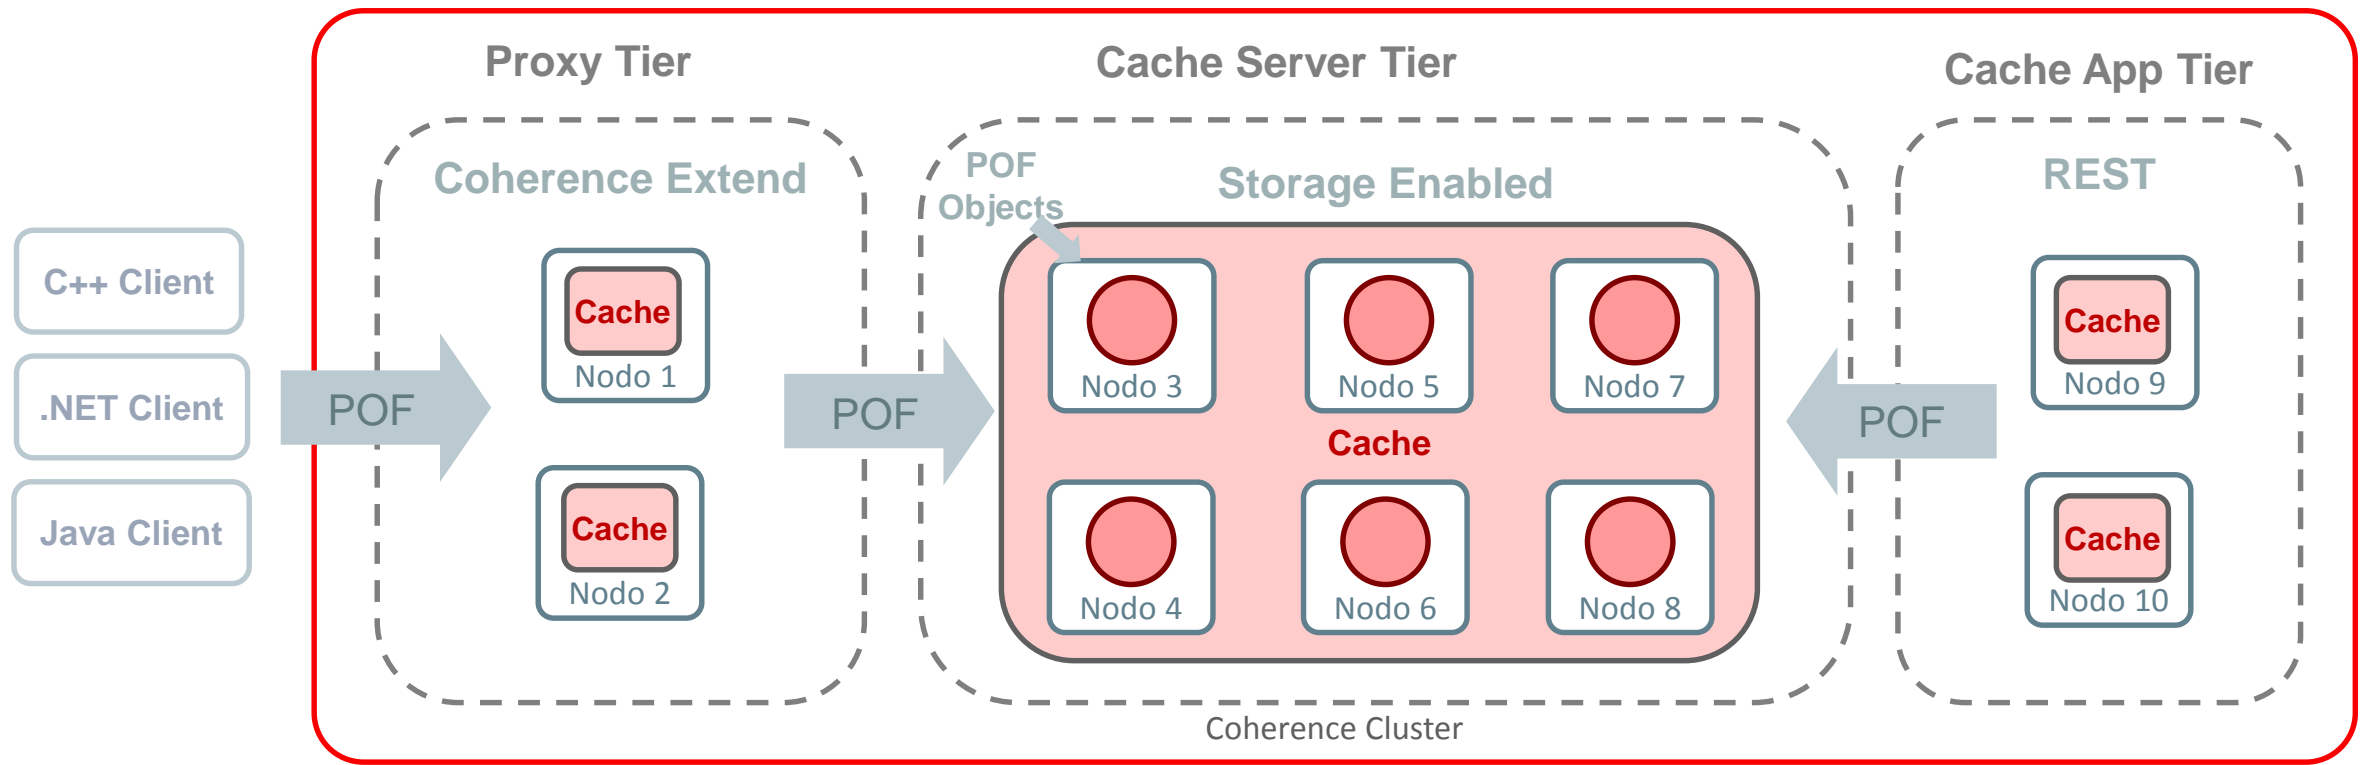 Proxy Tier
Cache Server Tier
Cache App Tier
Coherence Extend
POF
Objects
Storage Enabled
REST
C++ Client
.NET Client
Java Client
POF
Cache
Nodo 1
Cache
Nodo 2
POF
Nodo 3
Nodo 5
Nodo 7
Cache
Nodo 4
Nodo 6
Nodo 8
POF
Cache
Nodo 9
Cache
Nodo 10
Coherence Cluster